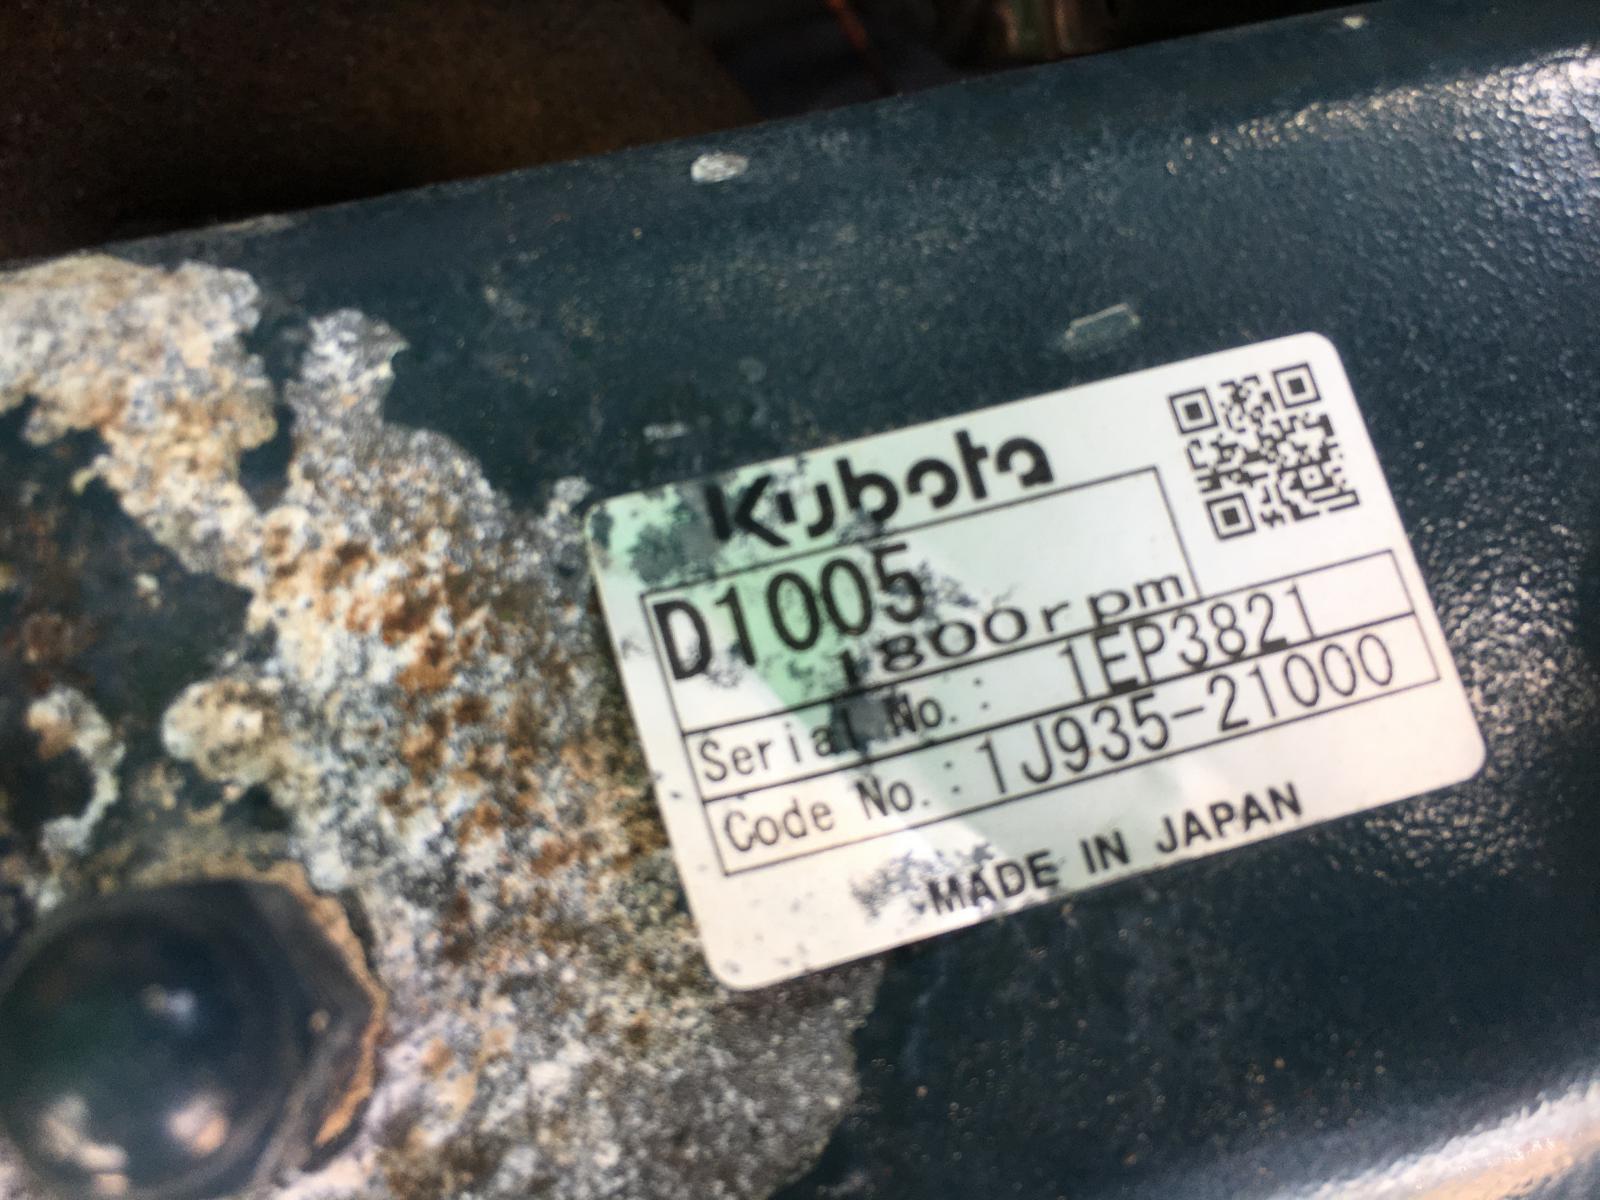 Kubota
D1005
1800rpm
Serial No.: 1EP3821
Code No.: 1J935-21000
MADE IN JAPAN